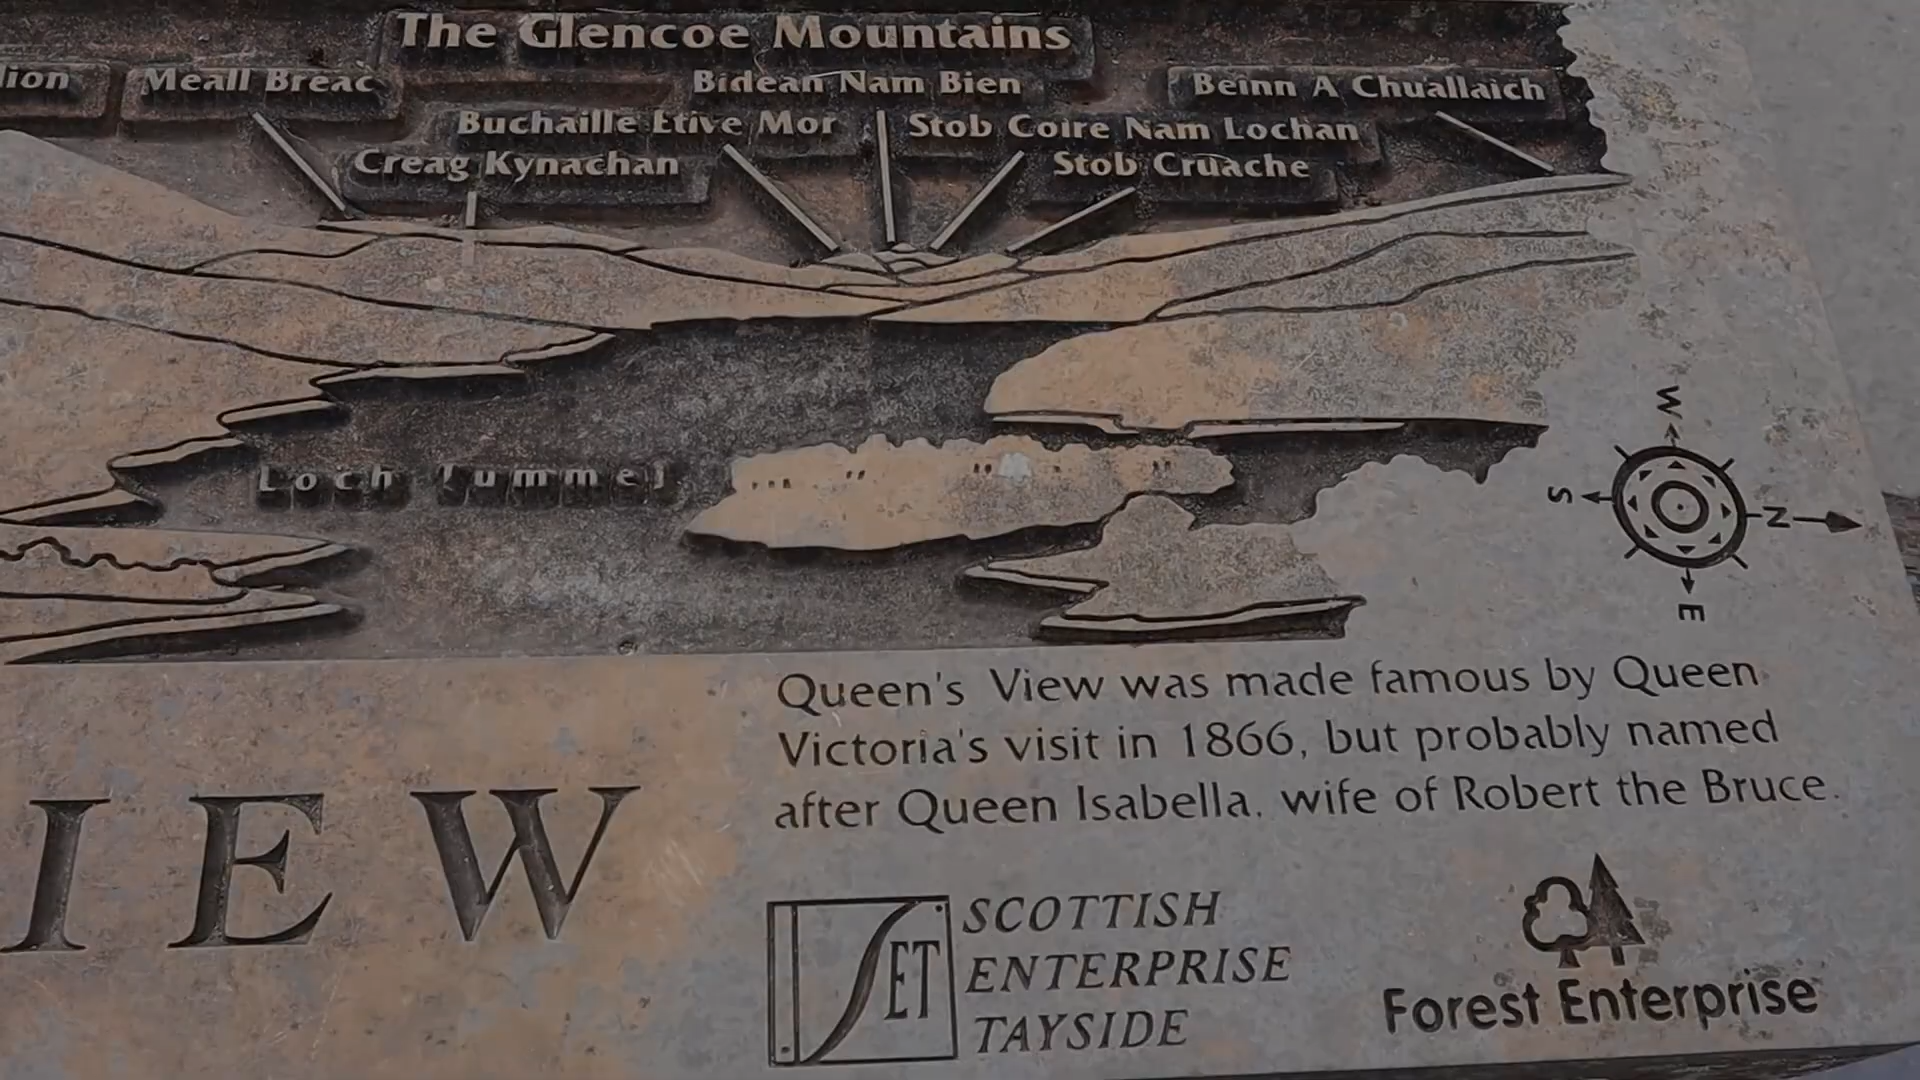 The Glencoe Mountains
Meall Breac
Bidean Nam Bien
Beinn A Chuallaich
Buchaille Etive Mor
Stob Coire Nam Lochan
Creag Kynachan
Stob Cruache
Loch Tummel
W
S
N
E
Queen's View was made famous by Queen
Victoria's visit in 1866, but probably named
after Queen Isabella, wife of Robert the Bruce.
IEW
SET
SCOTTISH
ENTERPRISE
TAYSIDE
Forest Enterprise